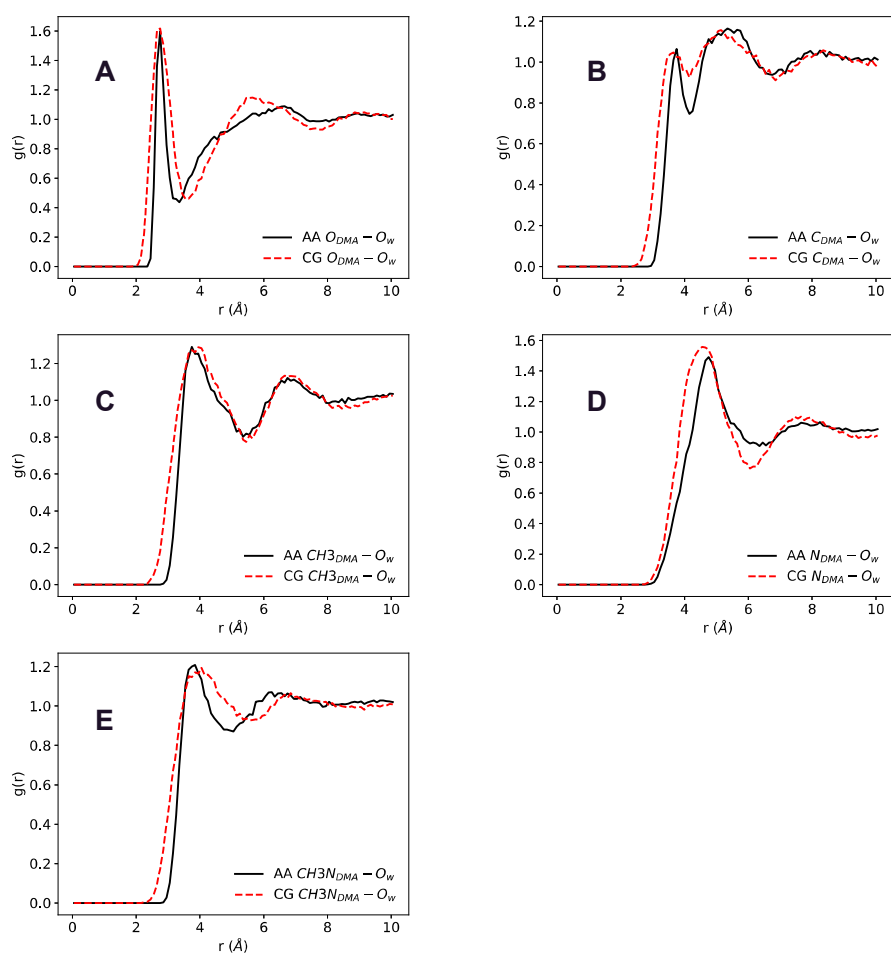 A
g(r)
1.6
1.4
1.2
1.0
0.8
0.6
0.4
0.2
0.0
AA O_DMA − O_w
CG O_DMA − O_w
0 2 4 6 8 10
r (Å)
B
g(r)
1.2
1.0
0.8
0.6
0.4
0.2
0.0
AA C_DMA − O_w
CG C_DMA − O_w
0 2 4 6 8 10
r (Å)
C
g(r)
1.2
1.0
0.8
0.6
0.4
0.2
0.0
AA CH3_DMA − O_w
CG CH3_DMA − O_w
0 2 4 6 8 10
r (Å)
D
g(r)
1.6
1.4
1.2
1.0
0.8
0.6
0.4
0.2
0.0
AA N_DMA − O_w
CG N_DMA − O_w
0 2 4 6 8 10
r (Å)
E
g(r)
1.2
1.0
0.8
0.6
0.4
0.2
0.0
AA CH3N_DMA − O_w
CG CH3N_DMA − O_w
0 2 4 6 8 10
r (Å)